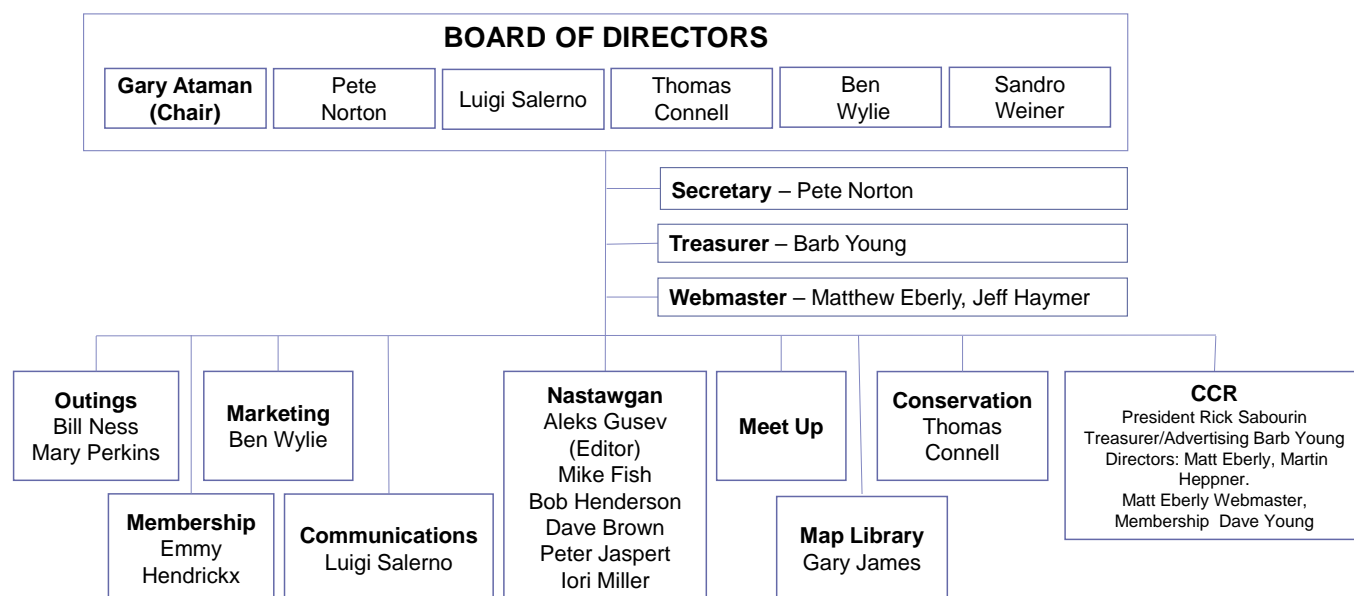 BOARD OF DIRECTORS
Gary Ataman
(Chair)
Pete
Norton
Luigi Salerno
Thomas
Connell
Ben
Wylie
Sandro
Weiner
Secretary – Pete Norton
Treasurer – Barb Young
Webmaster – Matthew Eberly, Jeff Haymer
Outings
Bill Ness
Mary Perkins
Membership
Emmy
Hendrickx
Marketing
Ben Wylie
Communications
Luigi Salerno
Nastawgan
Aleks Gusev
(Editor)
Mike Fish
Bob Henderson
Dave Brown
Peter Jaspert
Iori Miller
Meet Up
Map Library
Gary James
Conservation
Thomas
Connell
CCR
President Rick Sabourin
Treasurer/Advertising Barb Young
Directors: Matt Eberly, Martin
Heppner.
Matt Eberly Webmaster,
Membership Dave Young